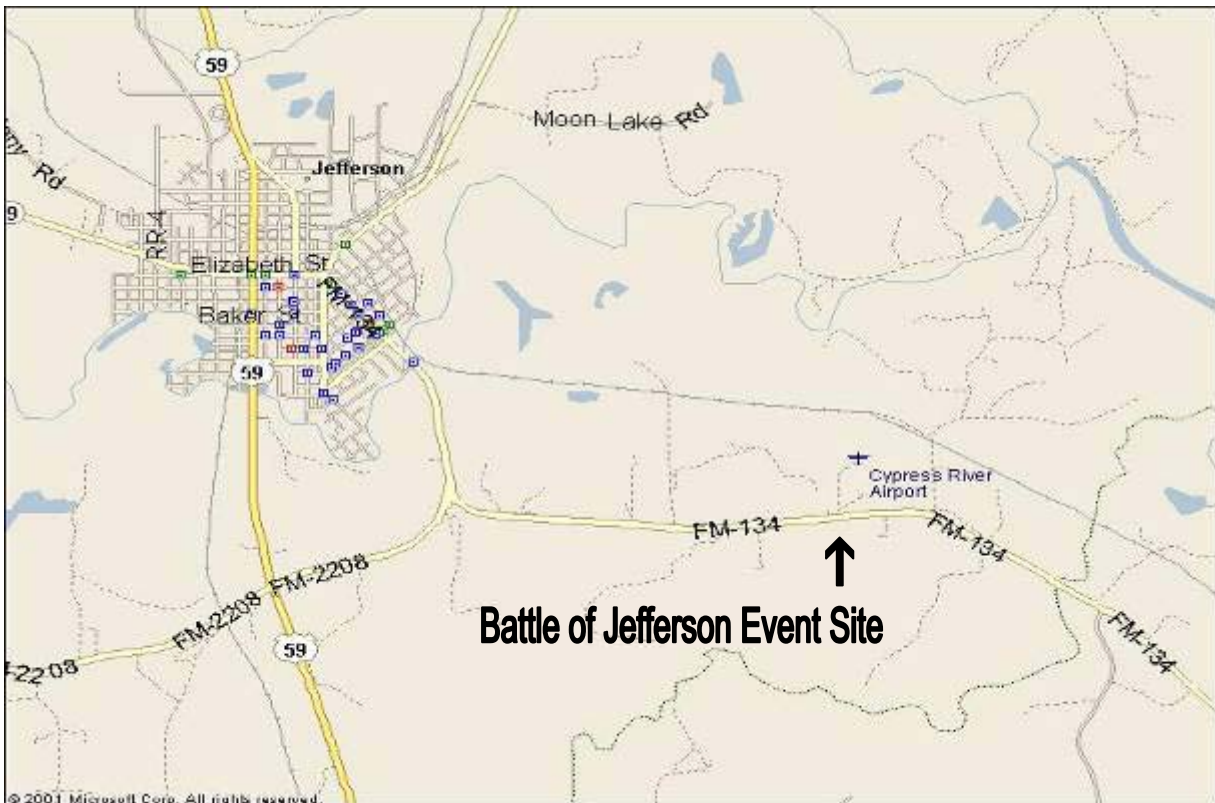 59
Moon Lake Rd
Jefferson
Rd
9
RR-4
Elizabeth St
Baker St
59
Cypress River
Airport
FM-134
FM-134
FM-2208
FM-2208
Battle of Jefferson Event Site
59
FM-134
-2208
© 2001 Microsoft Corp. All rights reserved.